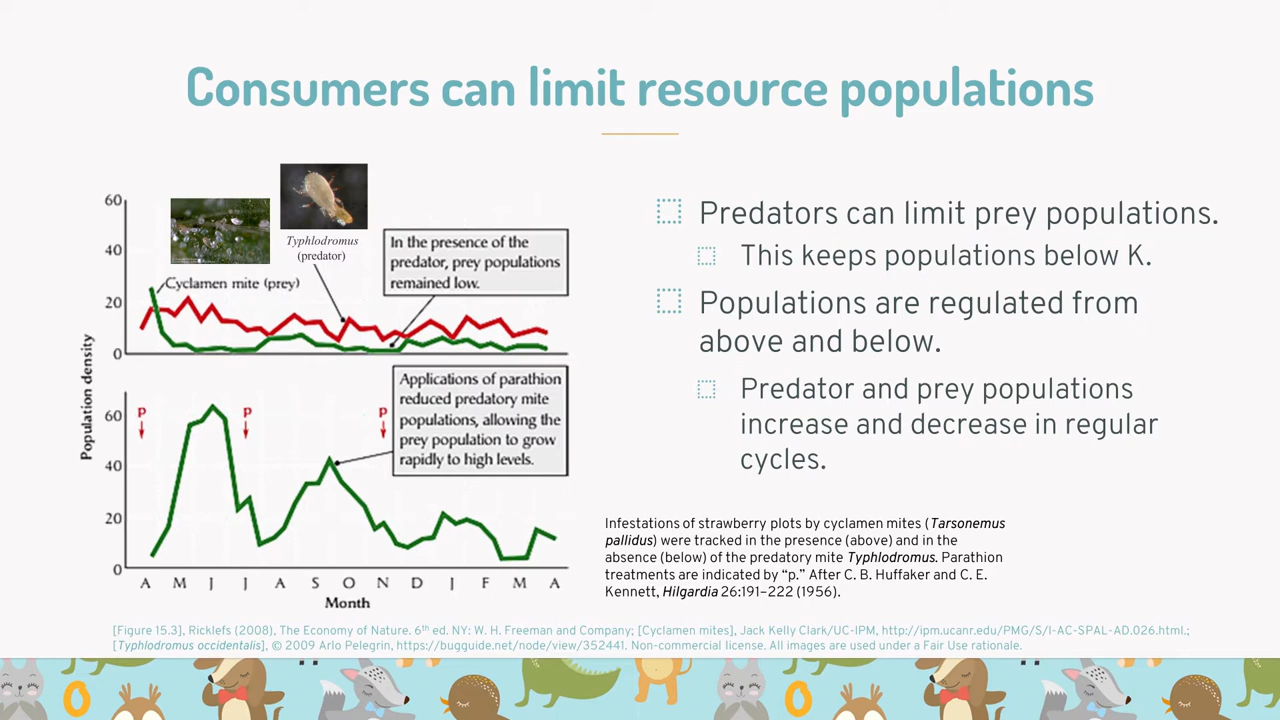 Consumers can limit resource populations
60
40
20
0
Typhlodromus
(predator)
Cyclamen mite (prey)
In the presence of the
predator, prey populations
remained low.
Population density
60
40
20
0
p
p
p
Applications of parathion
reduced predatory mite
populations, allowing the
prey population to grow
rapidly to high levels.
A M J J A S O N D J F M A
Month
Predators can limit prey populations.
This keeps populations below K.
Populations are regulated from
above and below.
Predator and prey populations
increase and decrease in regular
cycles.
Infestations of strawberry plots by cyclamen mites (Tarsonemus
pallidus) were tracked in the presence (above) and in the
absence (below) of the predatory mite Typhlodromus. Parathion
treatments are indicated by “p.” After C. B. Huffaker and C. E.
Kennett, Hilgardia 26:191–222 (1956).
[Figure 15.3], Ricklefs (2008), The Economy of Nature. 6th ed. NY: W. H. Freeman and Company; [Cyclamen mites], Jack Kelly Clark/UC-IPM, http://ipm.ucanr.edu/PMG/S/I-AC-SPAL-AD.026.html.;
[Typhlodromus occidentalis], © 2009 Arlo Pelegrin, https://bugguide.net/node/view/352441. Non-commercial license. All images are used under a Fair Use rationale.